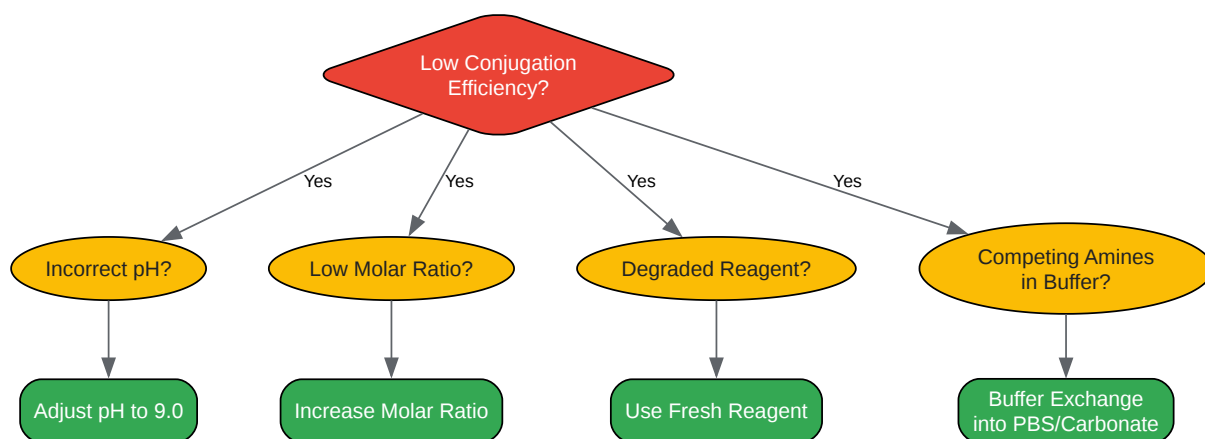 Low Conjugation
Efficiency?
Yes
Yes
Yes
Yes
Incorrect pH?
Low Molar Ratio?
Degraded Reagent?
Competing Amines
in Buffer?
Adjust pH to 9.0
Increase Molar Ratio
Use Fresh Reagent
Buffer Exchange
into PBS/Carbonate